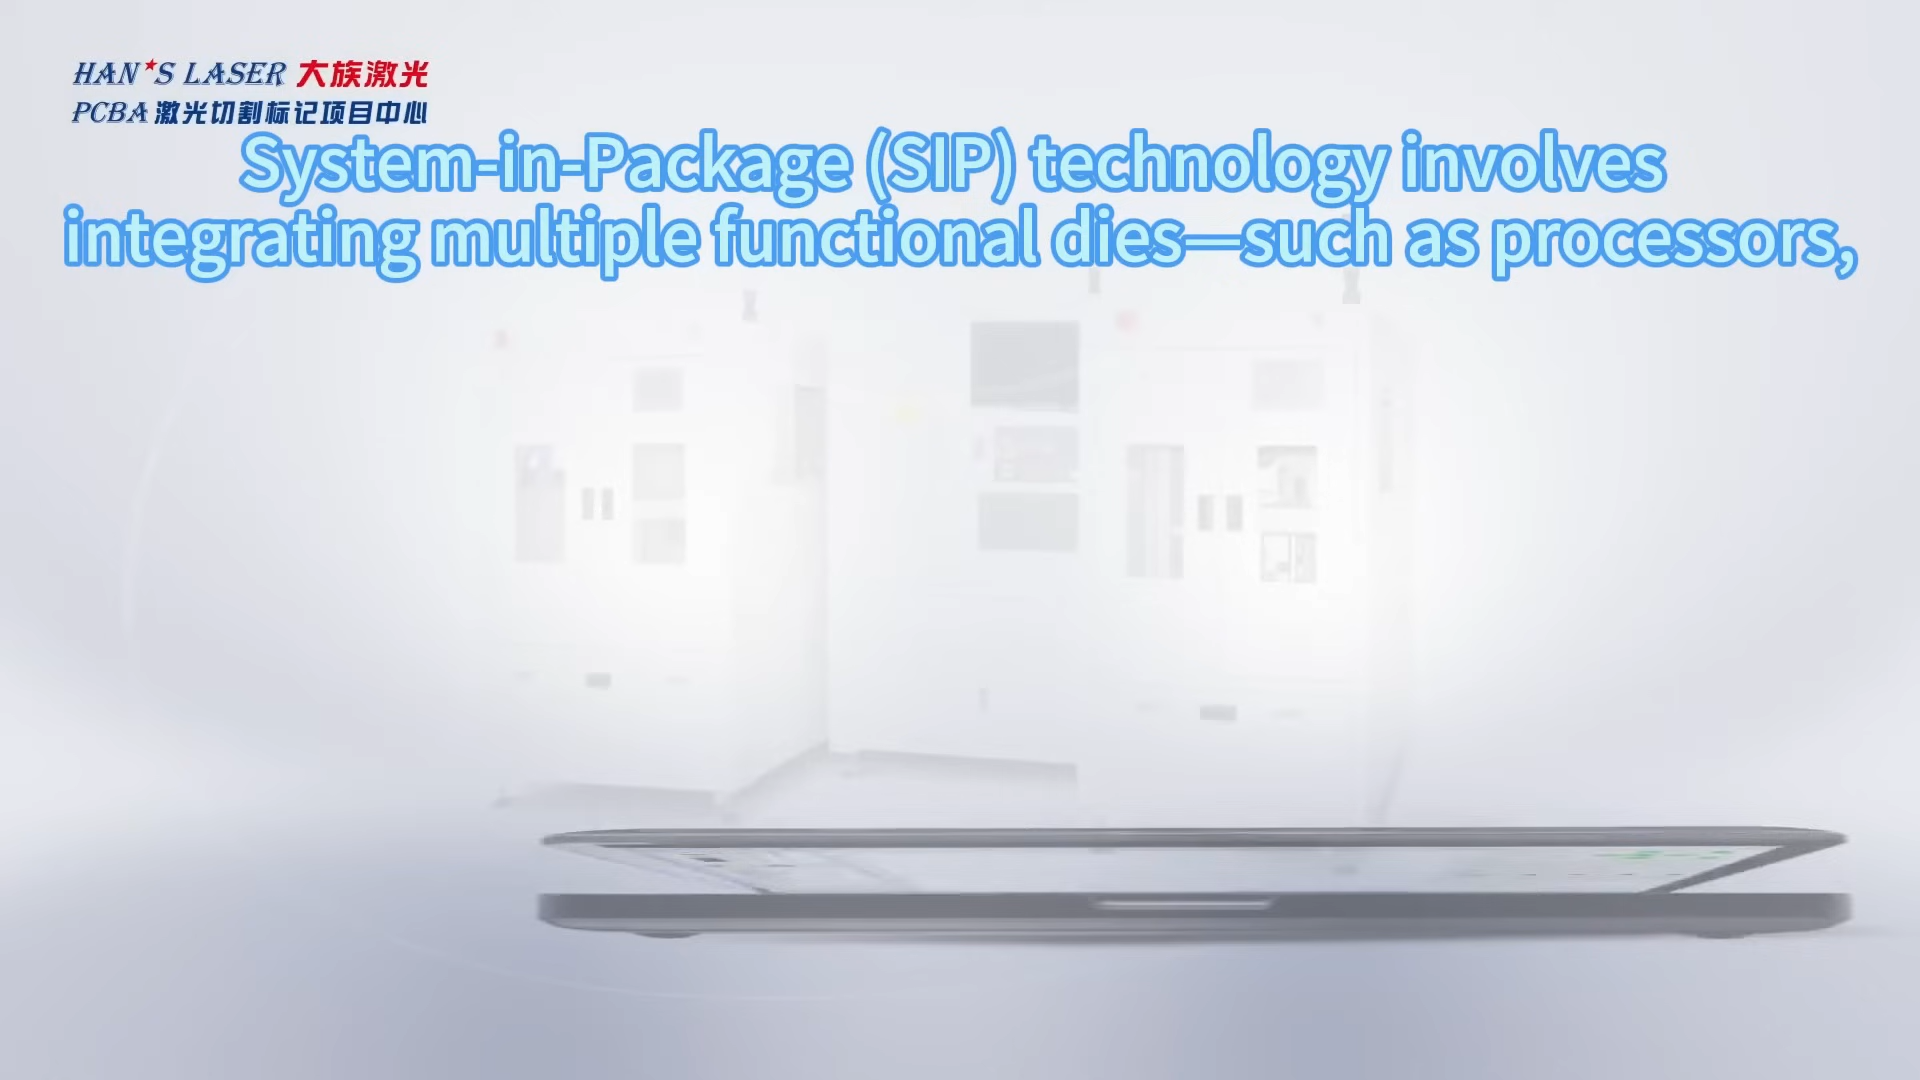 HAN★S LASER 大族激光
PCBA 激光切割标记项目中心
System-in-Package (SIP) technology involves
integrating multiple functional dies—such as processors,